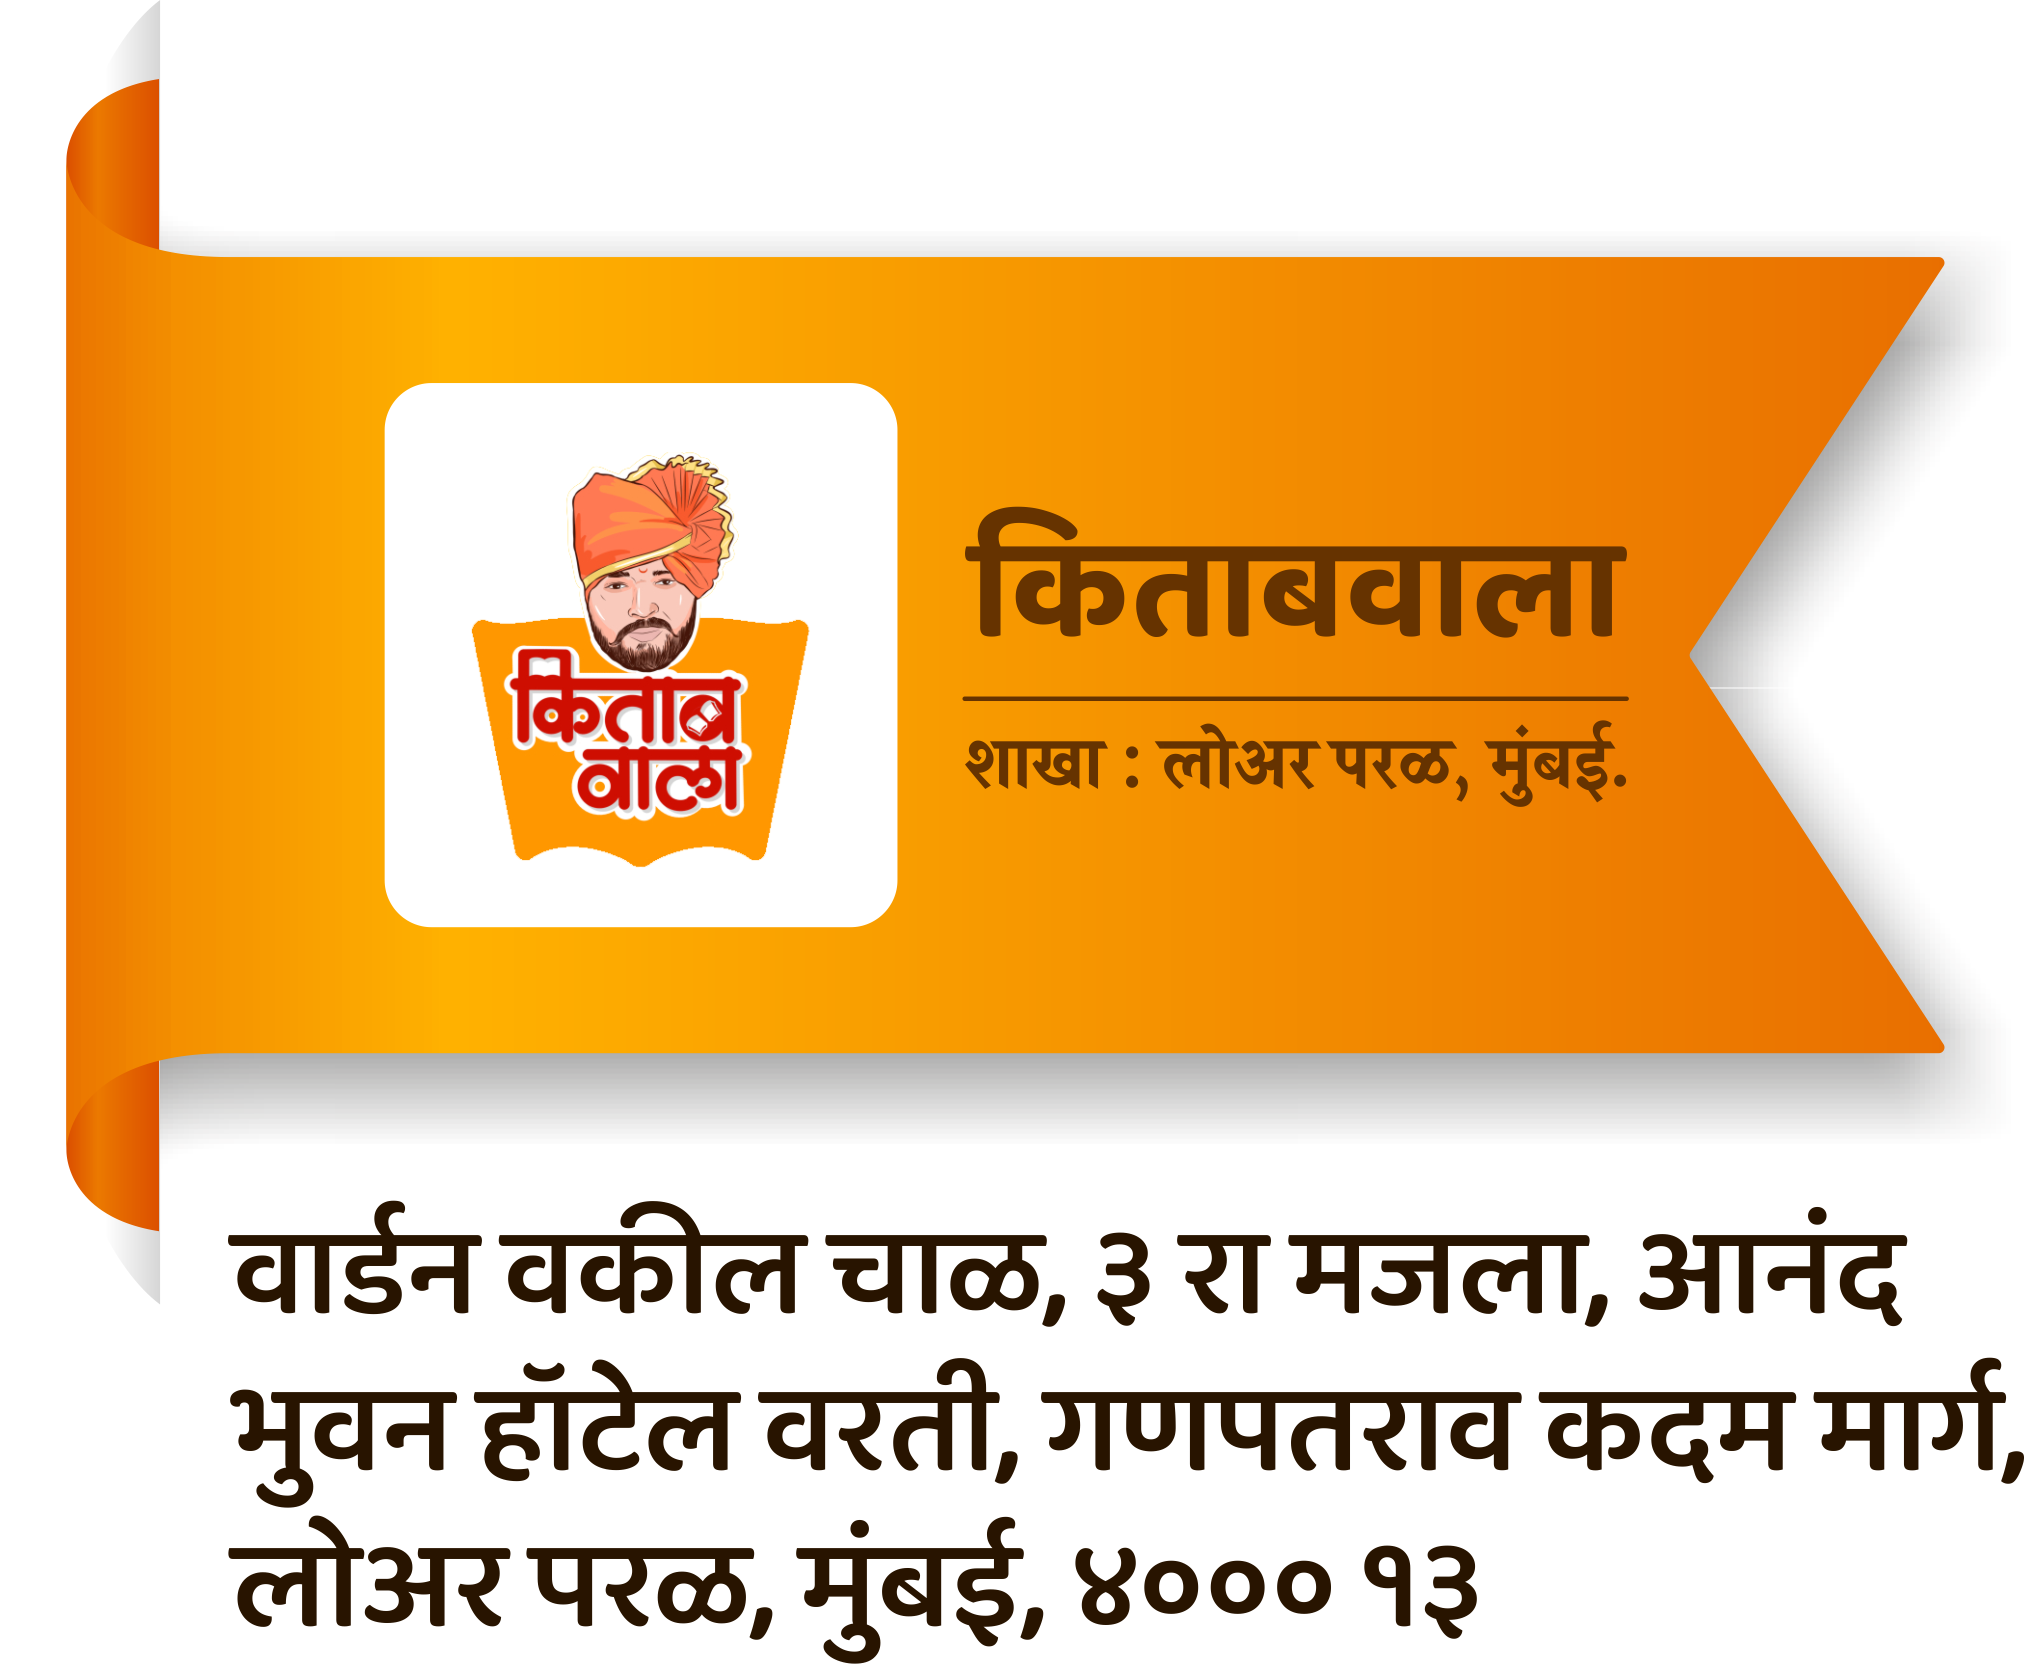 किताब
वाला
किताबवाला
शाखा : लोअर परळ, मुंबई.
वार्डन वकील चाळ, ३ रा मजला, आनंद
भुवन हॉटेल वरती, गणपतराव कदम मार्ग,
लोअर परळ, मुंबई, ४००० १३